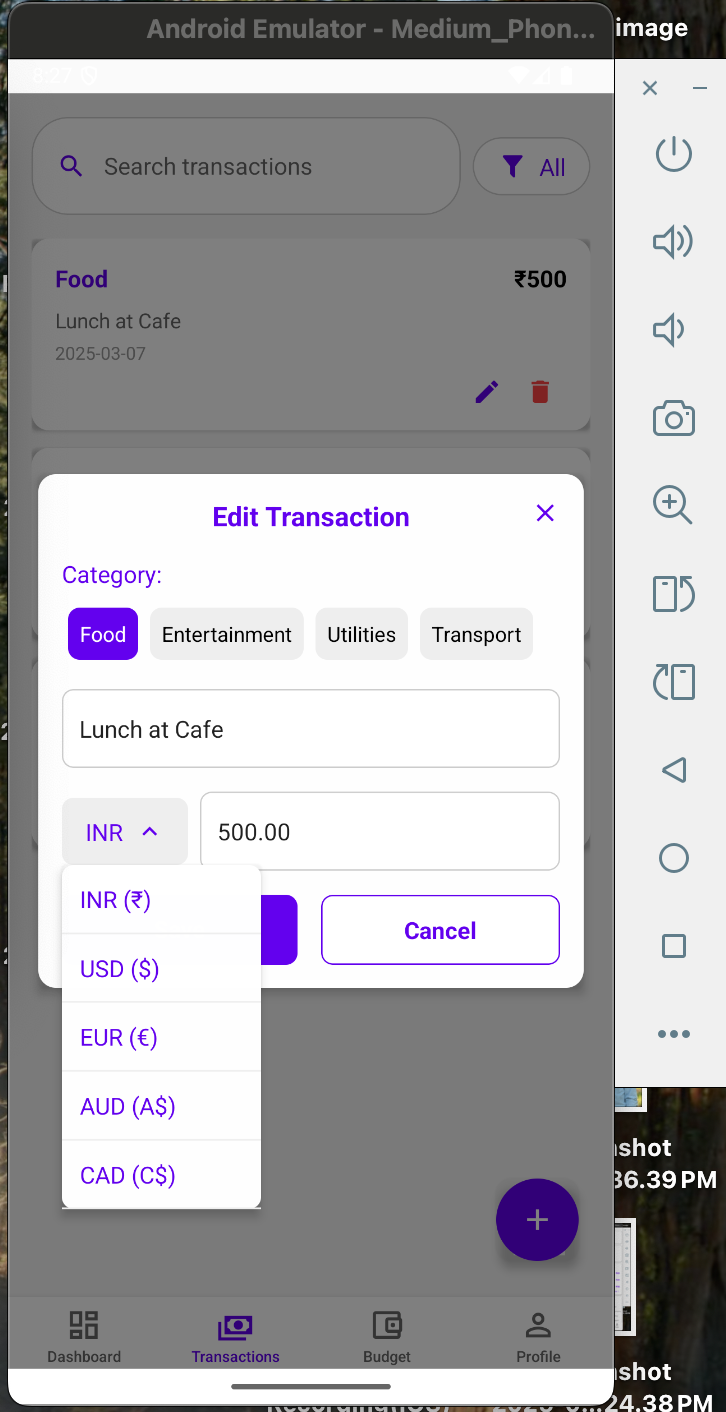 Android Emulator - Medium_Phon...
image
8:27
Search transactions
All
Food
₹500
Lunch at Cafe
2025-03-07
Edit Transaction
Category:
Food
Entertainment
Utilities
Transport
Lunch at Cafe
INR
500.00
INR (₹)
Cancel
USD ($)
EUR (€)
AUD (A$)
CAD (C$)
shot
36.39 PM
Dashboard
Transactions
Budget
Profile
shot
24.38 PM